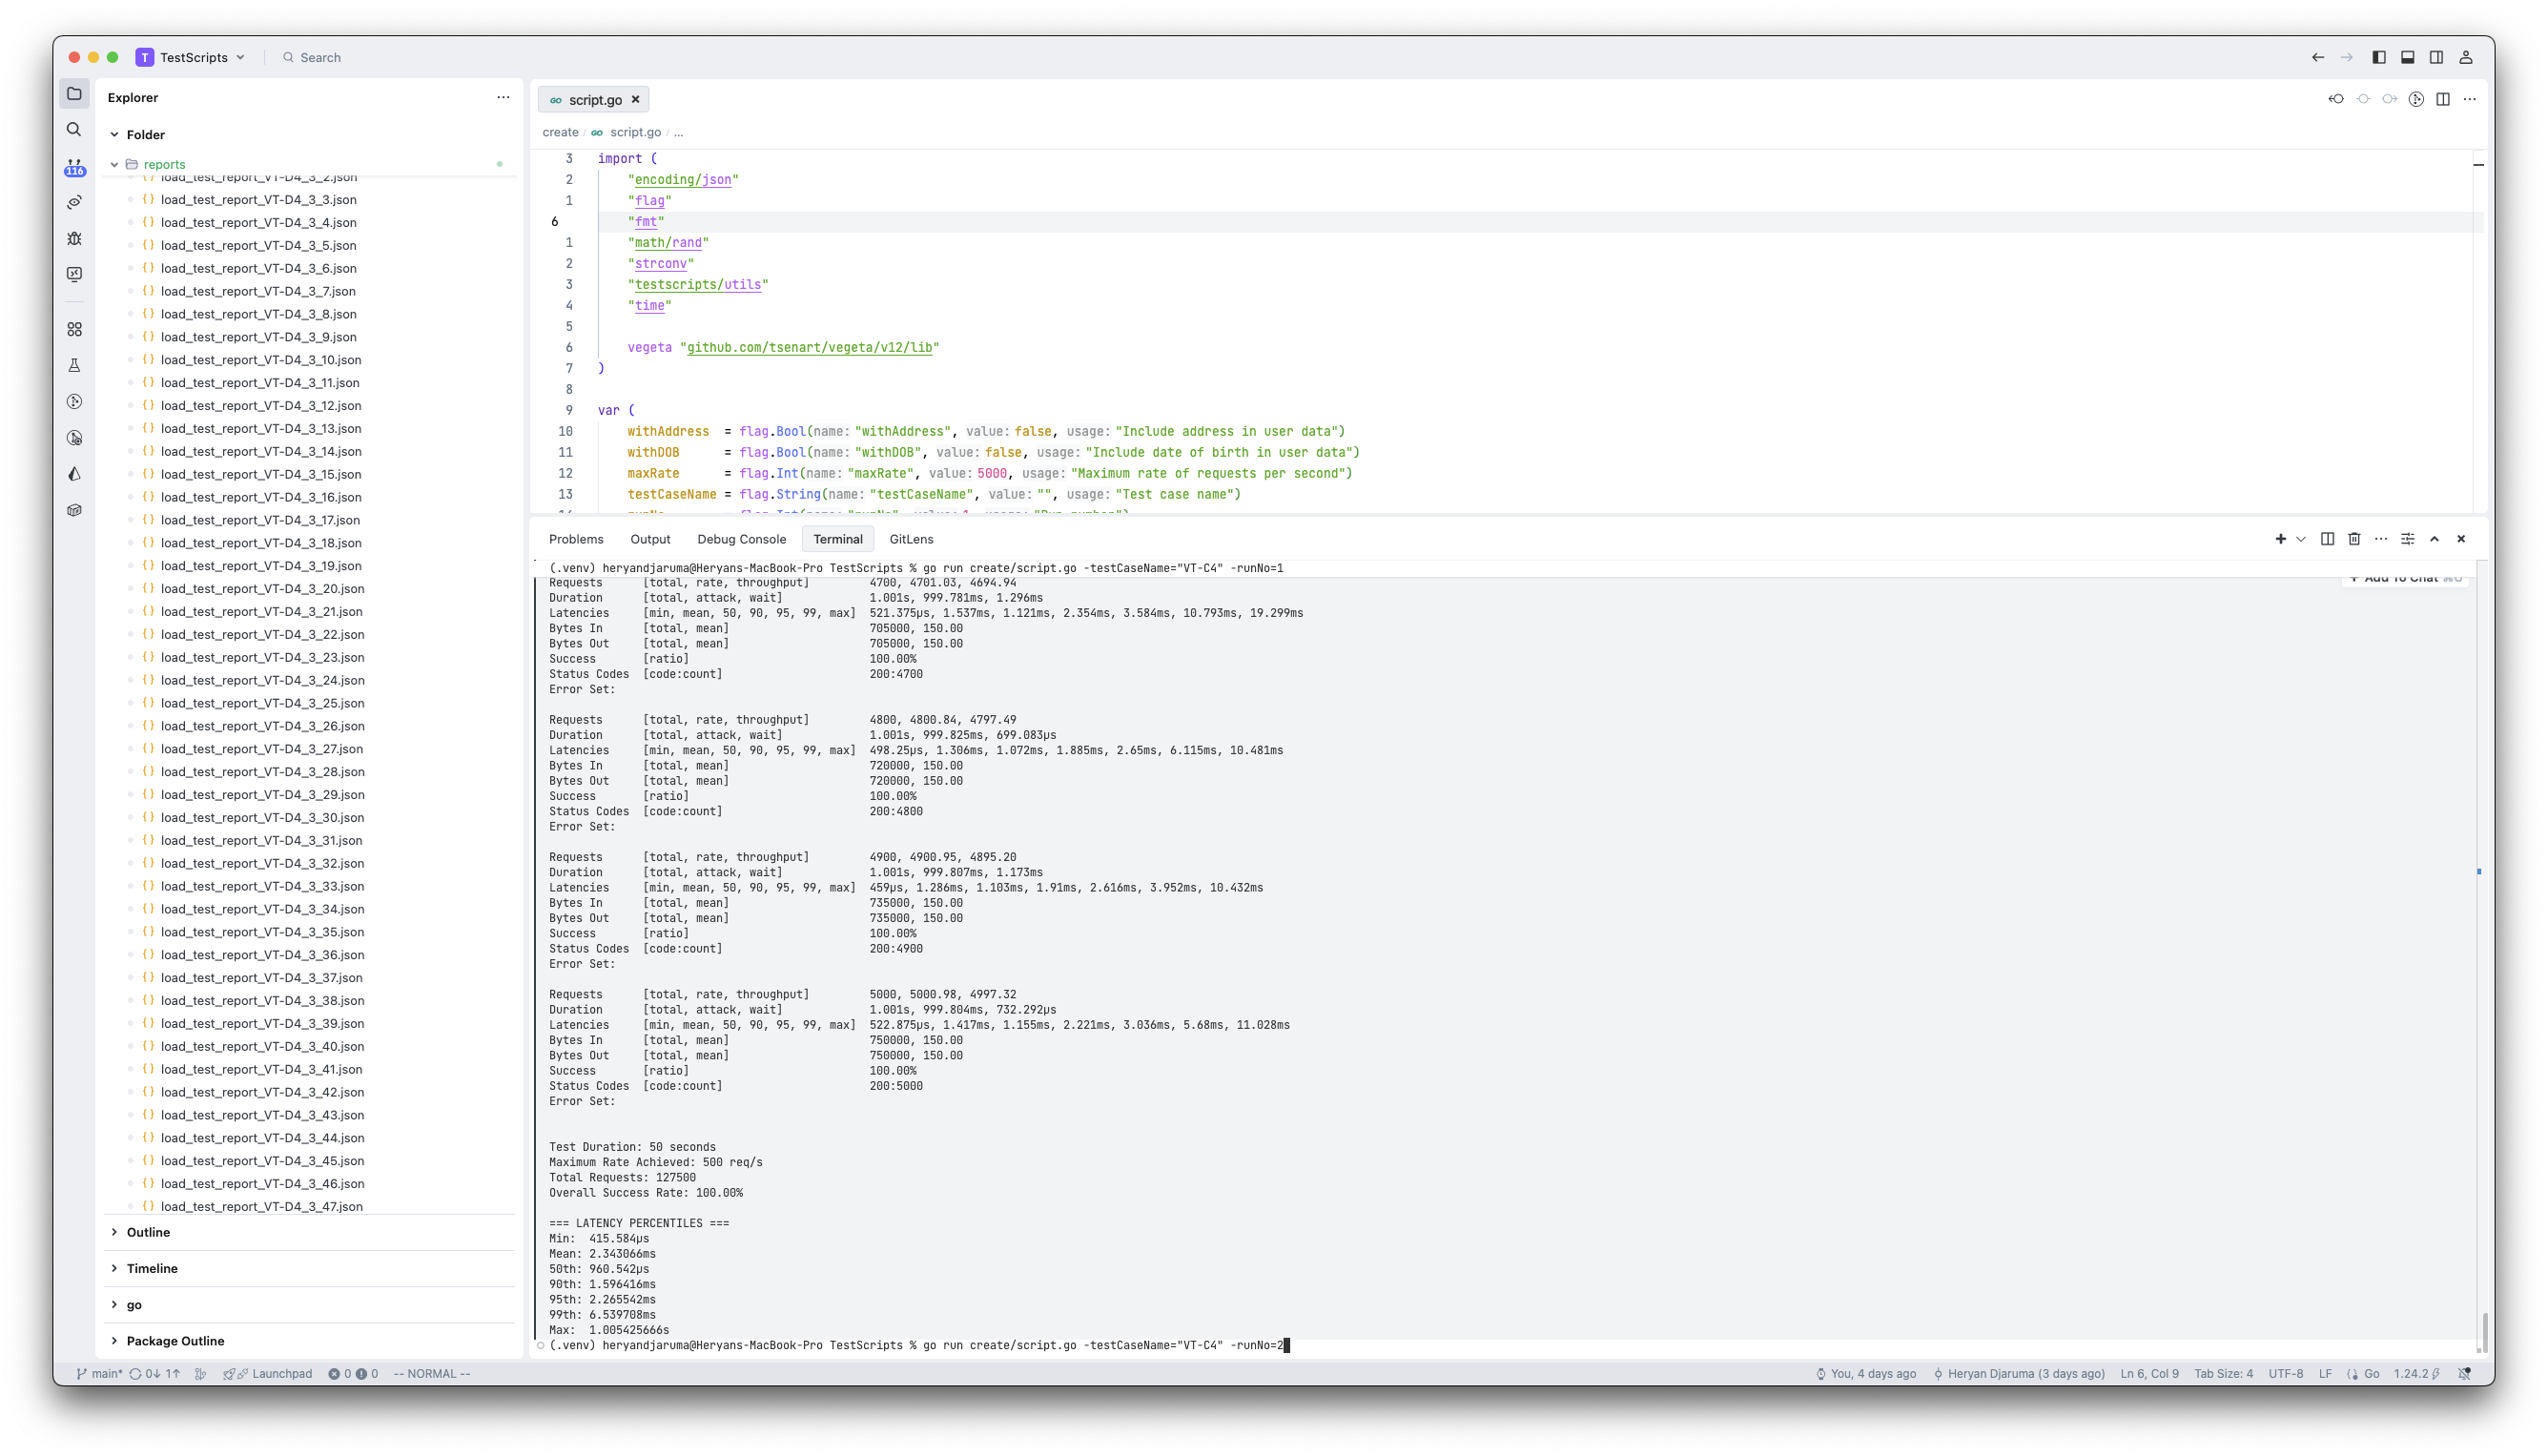 T TestScripts
Search
Explorer
Folder
reports
load_test_report_VT-D4_3_2.json
load_test_report_VT-D4_3_3.json
load_test_report_VT-D4_3_4.json
load_test_report_VT-D4_3_5.json
load_test_report_VT-D4_3_6.json
load_test_report_VT-D4_3_7.json
load_test_report_VT-D4_3_8.json
load_test_report_VT-D4_3_9.json
load_test_report_VT-D4_3_10.json
load_test_report_VT-D4_3_11.json
load_test_report_VT-D4_3_12.json
load_test_report_VT-D4_3_13.json
load_test_report_VT-D4_3_14.json
load_test_report_VT-D4_3_15.json
load_test_report_VT-D4_3_16.json
load_test_report_VT-D4_3_17.json
load_test_report_VT-D4_3_18.json
load_test_report_VT-D4_3_19.json
load_test_report_VT-D4_3_20.json
load_test_report_VT-D4_3_21.json
load_test_report_VT-D4_3_22.json
load_test_report_VT-D4_3_23.json
load_test_report_VT-D4_3_24.json
load_test_report_VT-D4_3_25.json
load_test_report_VT-D4_3_26.json
load_test_report_VT-D4_3_27.json
load_test_report_VT-D4_3_28.json
load_test_report_VT-D4_3_29.json
load_test_report_VT-D4_3_30.json
load_test_report_VT-D4_3_31.json
load_test_report_VT-D4_3_32.json
load_test_report_VT-D4_3_33.json
load_test_report_VT-D4_3_34.json
load_test_report_VT-D4_3_35.json
load_test_report_VT-D4_3_36.json
load_test_report_VT-D4_3_37.json
load_test_report_VT-D4_3_38.json
load_test_report_VT-D4_3_39.json
load_test_report_VT-D4_3_40.json
load_test_report_VT-D4_3_41.json
load_test_report_VT-D4_3_42.json
load_test_report_VT-D4_3_43.json
load_test_report_VT-D4_3_44.json
load_test_report_VT-D4_3_45.json
load_test_report_VT-D4_3_46.json
load_test_report_VT-D4_3_47.json
Outline
Timeline
go
Package Outline
116
script.go
create / script.go / ...
3 import (
2 "encoding/json"
1 "flag"
6 "fmt"
1 "math/rand"
2 "strconv"
3 "testscripts/utils"
4 "time"
5
6 vegeta "github.com/tsenart/vegeta/v12/lib"
7 )
8
9 var (
10 withAddress = flag.Bool(name: "withAddress", value: false, usage: "Include address in user data")
11 withDOB = flag.Bool(name: "withDOB", value: false, usage: "Include date of birth in user data")
12 maxRate = flag.Int(name: "maxRate", value: 5000, usage: "Maximum rate of requests per second")
13 testCaseName = flag.String(name: "testCaseName", value: "", usage: "Test case name")
14 runNo = flag.Int(name: "runNo", value: 1, usage: "Run number")
Problems Output Debug Console Terminal GitLens
(.venv) heryandjaruma@Heryans-MacBook-Pro TestScripts % go run create/script.go -testCaseName="VT-C4" -runNo=1
Add To Chat
Requests [total, rate, throughput] 4700, 4701.03, 4694.94
Duration [total, attack, wait] 1.001s, 999.781ms, 1.296ms
Latencies [min, mean, 50, 90, 95, 99, max] 521.375µs, 1.537ms, 1.121ms, 2.354ms, 3.584ms, 10.793ms, 19.299ms
Bytes In [total, mean] 705000, 150.00
Bytes Out [total, mean] 705000, 150.00
Success [ratio] 100.00%
Status Codes [code:count] 200:4700
Error Set:
Requests [total, rate, throughput] 4800, 4800.84, 4797.49
Duration [total, attack, wait] 1.001s, 999.825ms, 699.083µs
Latencies [min, mean, 50, 90, 95, 99, max] 498.25µs, 1.306ms, 1.072ms, 1.885ms, 2.65ms, 6.115ms, 10.481ms
Bytes In [total, mean] 720000, 150.00
Bytes Out [total, mean] 720000, 150.00
Success [ratio] 100.00%
Status Codes [code:count] 200:4800
Error Set:
Requests [total, rate, throughput] 4900, 4900.95, 4895.20
Duration [total, attack, wait] 1.001s, 999.807ms, 1.173ms
Latencies [min, mean, 50, 90, 95, 99, max] 459µs, 1.286ms, 1.103ms, 1.91ms, 2.616ms, 3.952ms, 10.432ms
Bytes In [total, mean] 735000, 150.00
Bytes Out [total, mean] 735000, 150.00
Success [ratio] 100.00%
Status Codes [code:count] 200:4900
Error Set:
Requests [total, rate, throughput] 5000, 5000.98, 4997.32
Duration [total, attack, wait] 1.001s, 999.804ms, 732.292µs
Latencies [min, mean, 50, 90, 95, 99, max] 522.875µs, 1.417ms, 1.155ms, 2.221ms, 3.036ms, 5.68ms, 11.028ms
Bytes In [total, mean] 750000, 150.00
Bytes Out [total, mean] 750000, 150.00
Success [ratio] 100.00%
Status Codes [code:count] 200:5000
Error Set:
Test Duration: 50 seconds
Maximum Rate Achieved: 500 req/s
Total Requests: 127500
Overall Success Rate: 100.00%
=== LATENCY PERCENTILES ===
Min: 415.584µs
Mean: 2.343066ms
50th: 960.542µs
90th: 1.596416ms
95th: 2.265542ms
99th: 6.539708ms
Max: 1.005425666s
(.venv) heryandjaruma@Heryans-MacBook-Pro TestScripts % go run create/script.go -testCaseName="VT-C4" -runNo=2
main* 0↓ 1↑ Launchpad 0 0 -- NORMAL -- You, 4 days ago Heryan Djaruma (3 days ago) Ln 6, Col 9 Tab Size: 4 UTF-8 LF Go 1.24.2